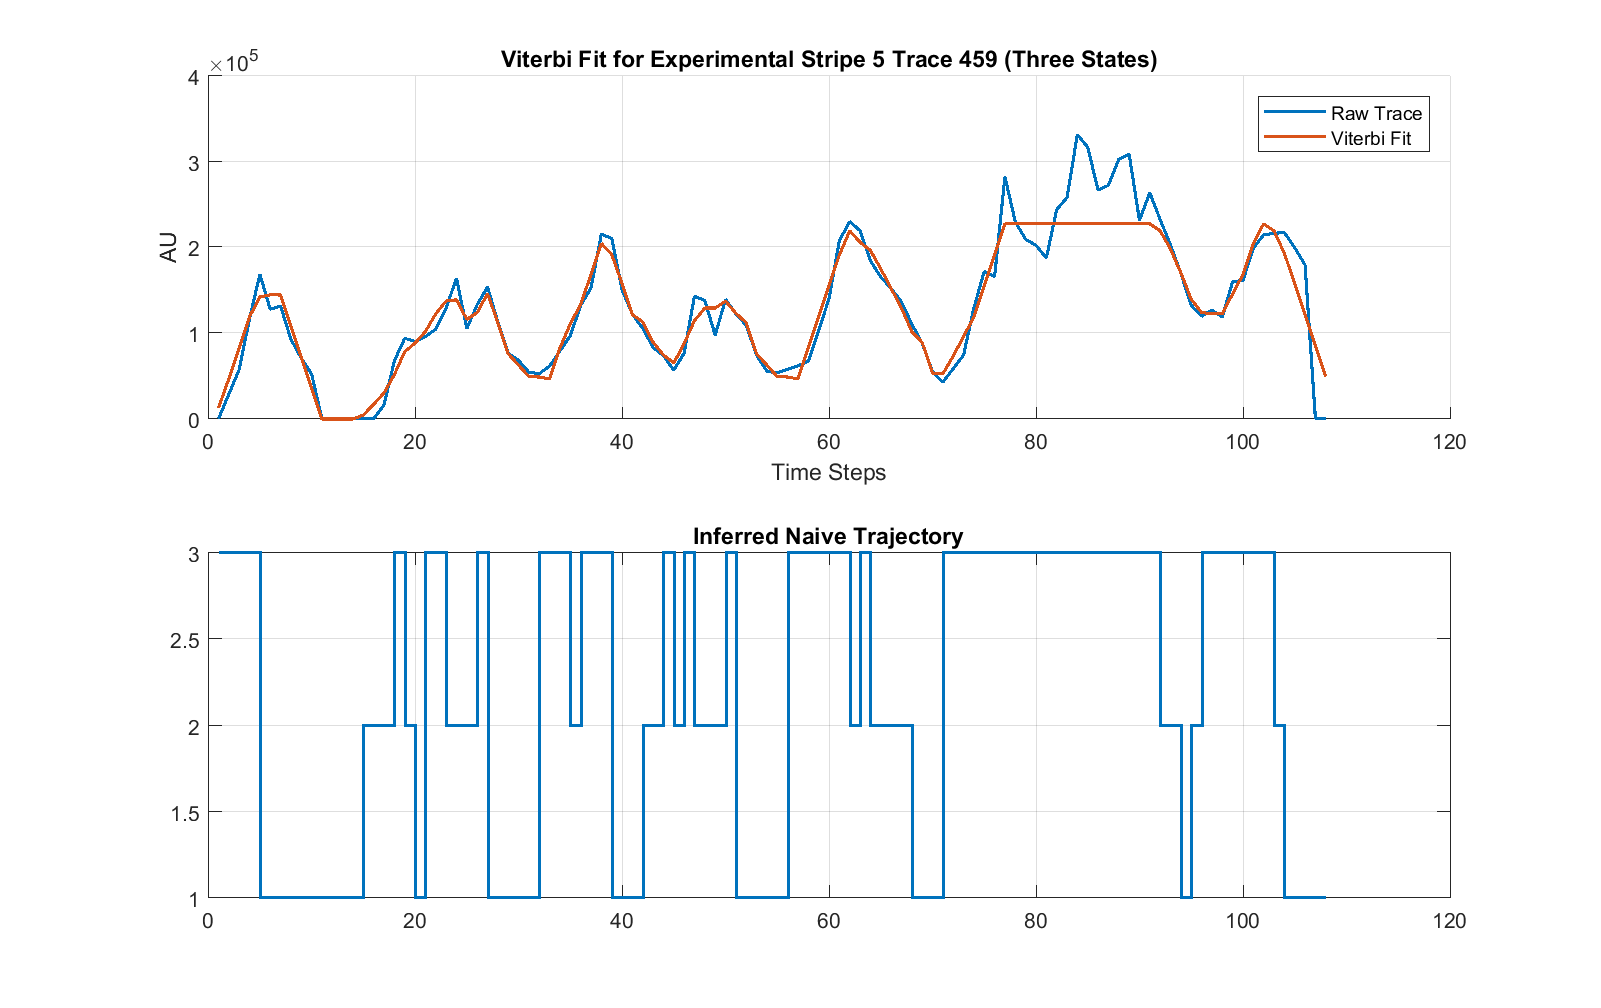 Viterbi Fit for Experimental Stripe 5 Trace 459 (Three States)
×10^5
4
3
2
1
0
AU
Raw Trace
Viterbi Fit
0 20 40 60 80 100 120
Time Steps
Inferred Naive Trajectory
3
2.5
2
1.5
1
0 20 40 60 80 100 120